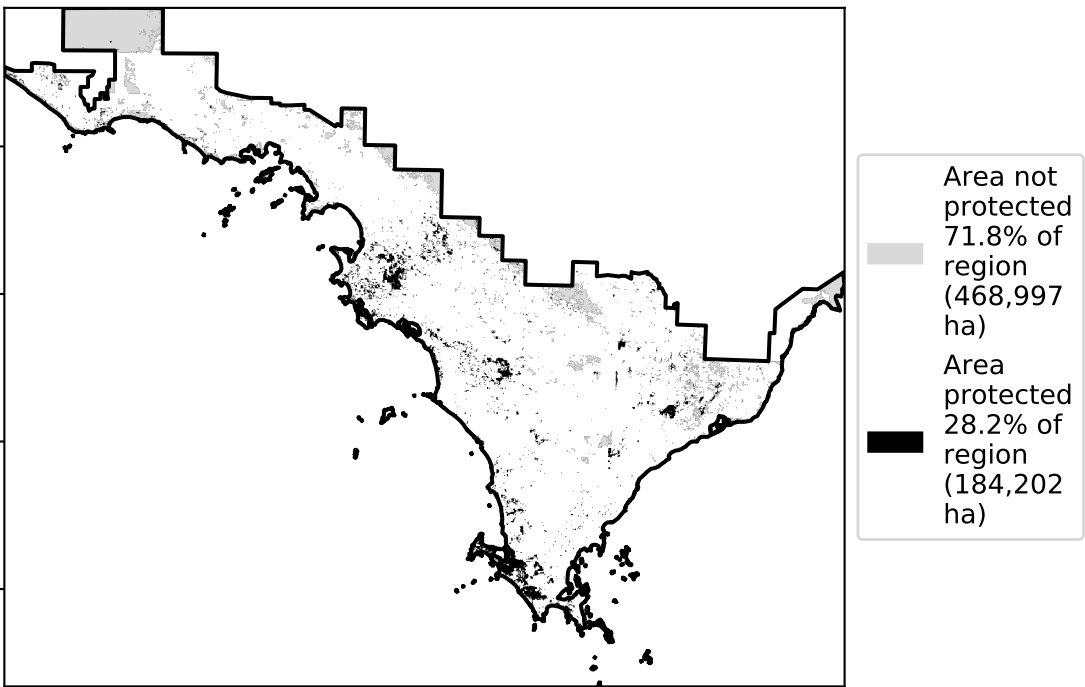 Area not
protected
71.8% of
region
(468,997
ha)
Area
protected
28.2% of
region
(184,202
ha)